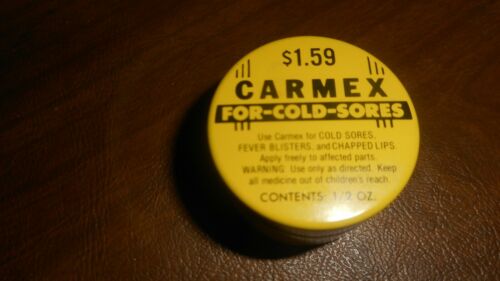 $1.59
CARMEX
FOR-COLD-SORES
Use Carmex for COLD SORES,
FEVER BLISTERS, and CHAPPED LIPS.
Apply freely to affected parts.
WARNING: Use only as directed. Keep
all medicine out of children's reach.
CONTENTS: 1/2 OZ.